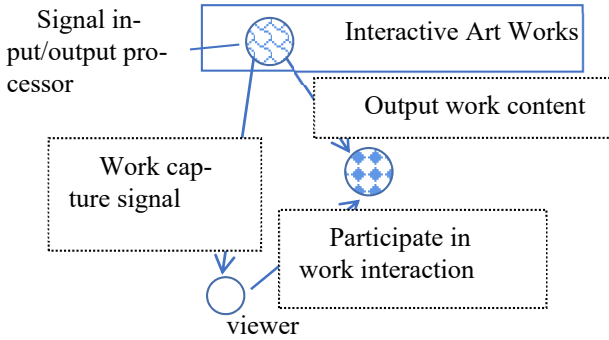 Signal in-
put/output pro-
cessor
Interactive Art Works
Output work content
Work cap-
ture signal
Participate in
work interaction
viewer